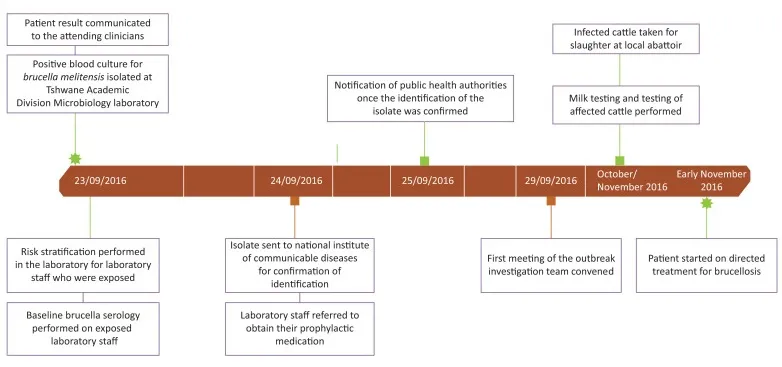 Patient result communicated
to the attending clinicians
Positive blood culture for
brucella melitensis isolated at
Tshwane Academic
Division Microbiology laboratory
Notification of public health authorities
once the identification of the
isolate was confirmed
Infected cattle taken for
slaughter at local abattoir
Milk testing and testing of
affected cattle performed
23/09/2016
24/09/2016
25/09/2016
29/09/2016
October/
November 2016
Early November
2016
Risk stratification performed
in the laboratory for laboratory
staff who were exposed
Baseline brucella serology
performed on exposed
laboratory staff
Isolate sent to national institute
of communicable diseases
for confirmation of
identification
Laboratory staff referred to
obtain their prophylactic
medication
First meeting of the outbreak
investigation team convened
Patient started on directed
treatment for brucellosis